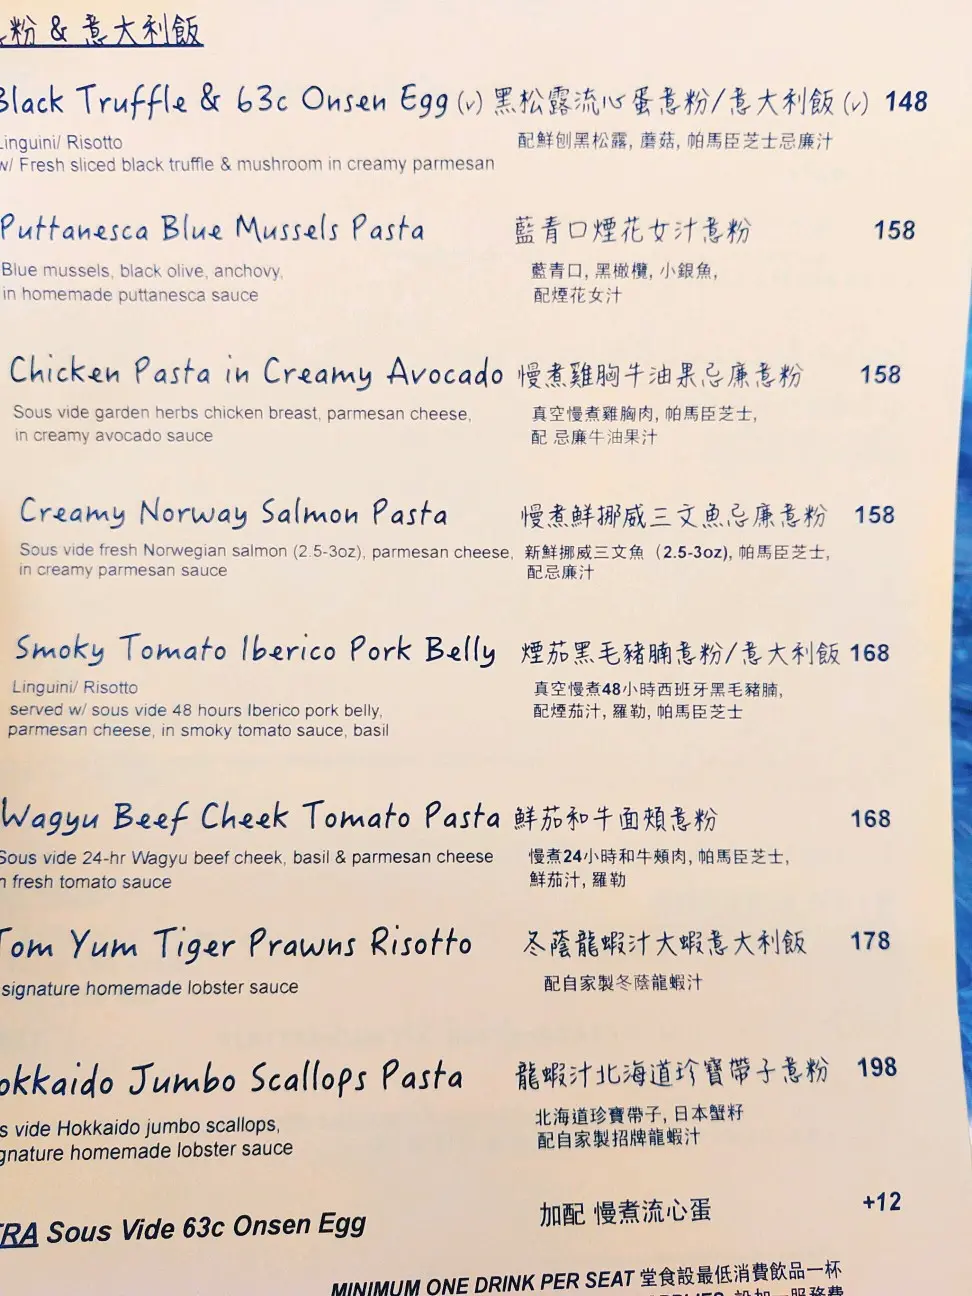 粉 & 意大利飯
Black Truffle & 63c Onsen Egg (v) 黑松露流心蛋意粉/意大利飯 (v) 148
Linguini/ Risotto
w/ Fresh sliced black truffle & mushroom in creamy parmesan
配鮮刨黑松露, 蘑菇, 帕馬臣芝士忌廉汁
Puttanesca Blue Mussels Pasta 藍青口煙花女汁意粉 158
Blue mussels, black olive, anchovy,
in homemade puttanesca sauce
藍青口, 黑橄欖, 小銀魚,
配煙花女汁
Chicken Pasta in Creamy Avocado 慢煮雞胸牛油果忌廉意粉 158
Sous vide garden herbs chicken breast, parmesan cheese,
in creamy avocado sauce
真空慢煮雞胸肉, 帕馬臣芝士,
配 忌廉牛油果汁
Creamy Norway Salmon Pasta 慢煮鮮挪威三文魚忌廉意粉 158
Sous vide fresh Norwegian salmon (2.5-3oz), parmesan cheese,
in creamy parmesan sauce
新鮮挪威三文魚 (2.5-3oz), 帕馬臣芝士,
配忌廉汁
Smoky Tomato Iberico Pork Belly 煙茄黑毛豬腩意粉/意大利飯 168
Linguini/ Risotto
served w/ sous vide 48 hours Iberico pork belly,
parmesan cheese, in smoky tomato sauce, basil
真空慢煮48小時西班牙黑毛豬腩,
配煙茄汁, 羅勒, 帕馬臣芝士
Wagyu Beef Cheek Tomato Pasta 鮮茄和牛面頰意粉 168
Sous vide 24-hr Wagyu beef cheek, basil & parmesan cheese
n fresh tomato sauce
慢煮24小時和牛頰肉, 帕馬臣芝士,
鮮茄汁, 羅勒
Tom Yum Tiger Prawns Risotto 冬蔭龍蝦汁大蝦意大利飯 178
signature homemade lobster sauce
配自家製冬蔭龍蝦汁
okkaido Jumbo Scallops Pasta 龍蝦汁北海道珍寶帶子意粉 198
s vide Hokkaido jumbo scallops,
gnature homemade lobster sauce
北海道珍寶帶子, 日本蟹籽
配自家製招牌龍蝦汁
TRA Sous Vide 63c Onsen Egg 加配 慢煮流心蛋 +12
MINIMUM ONE DRINK PER SEAT 堂食設最低消費飲品一杯